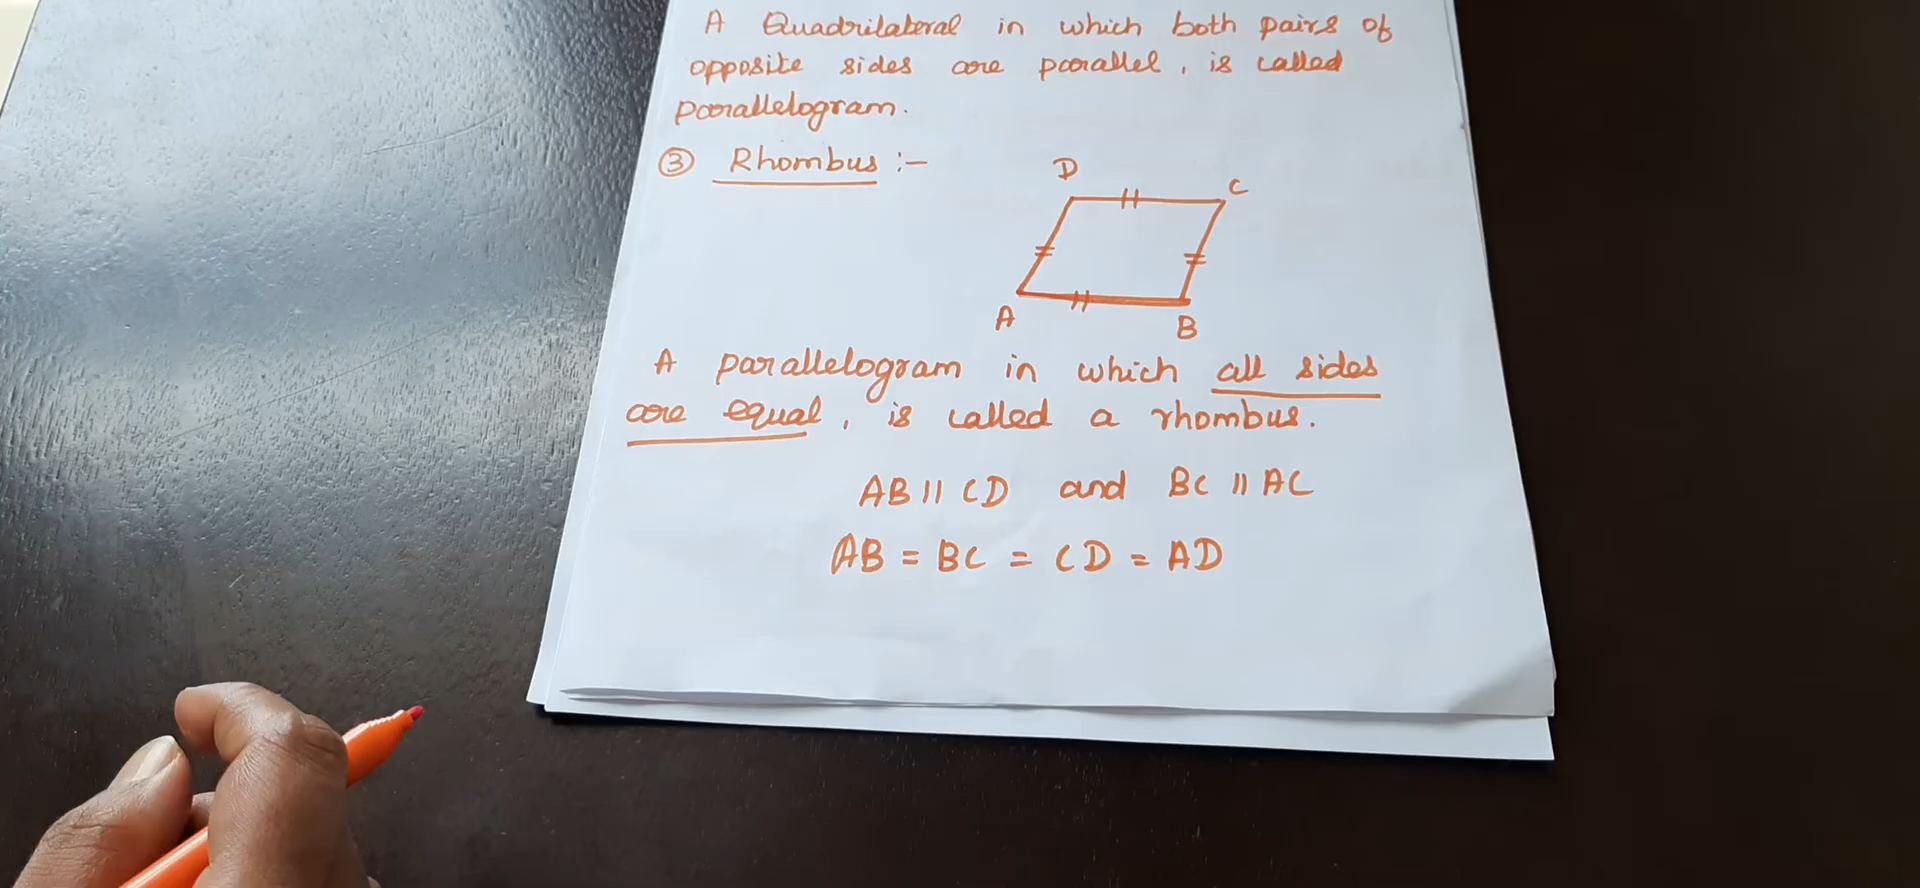 A Quadrilateral in which both pairs of
opposite sides are parallel, is called
parallelogram.
③ Rhombus :-
D
C
A
B
A parallelogram in which all sides
are equal, is called a rhombus.
AB || CD and BC || AC
AB = BC = CD = AD